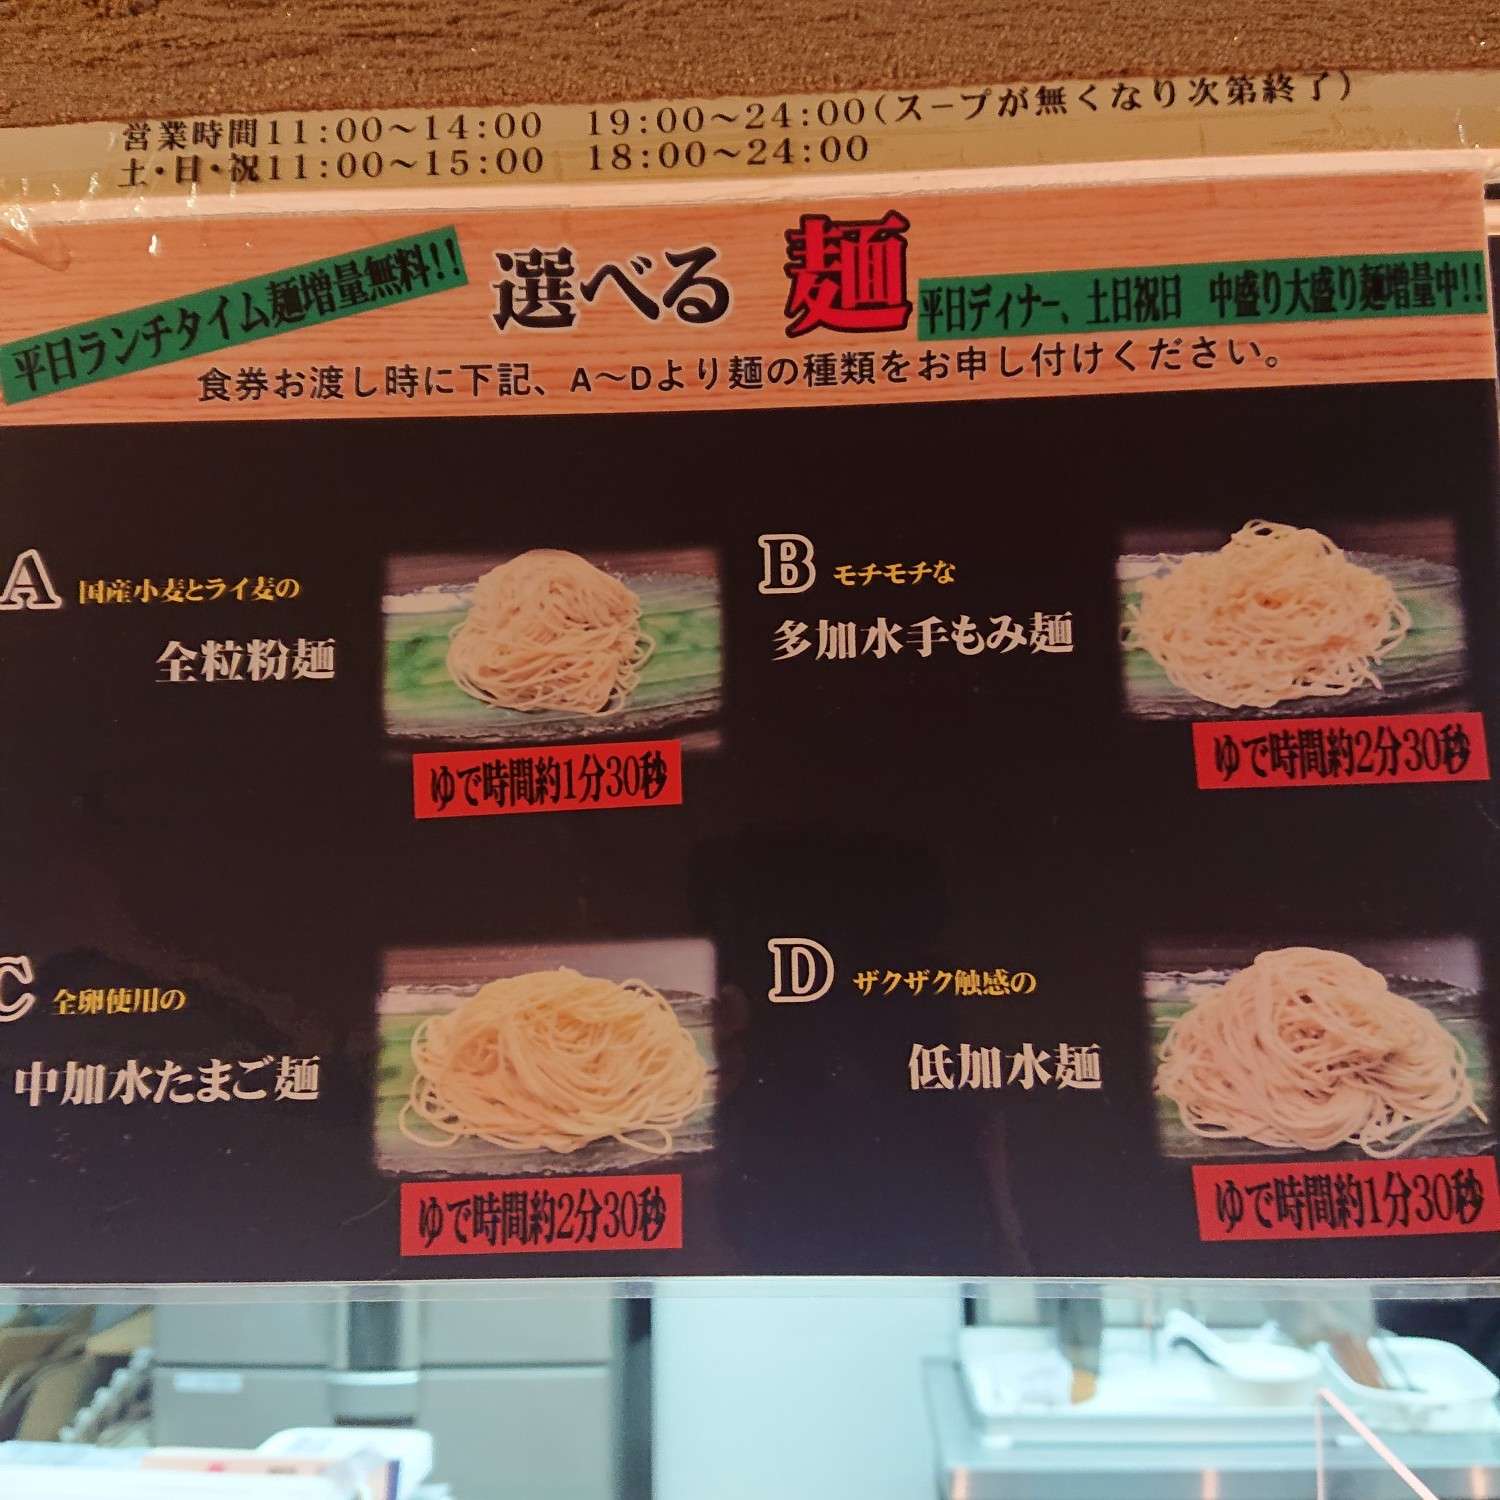 営業時間11:00～14:00　19:00～24:00(スープが無くなり次第終了)
土・日・祝11:00～15:00　18:00～24:00
平日ランチタイム麺増量無料!!
選べる 麺
平日ディナー、土日祝日　中盛り大盛り麺増量中!!
食券お渡し時に下記、A～Dより麺の種類をお申し付けください。
A 国産小麦とライ麦の
全粒粉麺
ゆで時間約1分30秒
B モチモチな
多加水手もみ麺
ゆで時間約2分30秒
C 全卵使用の
中加水たまご麺
ゆで時間約2分30秒
D ザクザク触感の
低加水麺
ゆで時間約1分30秒